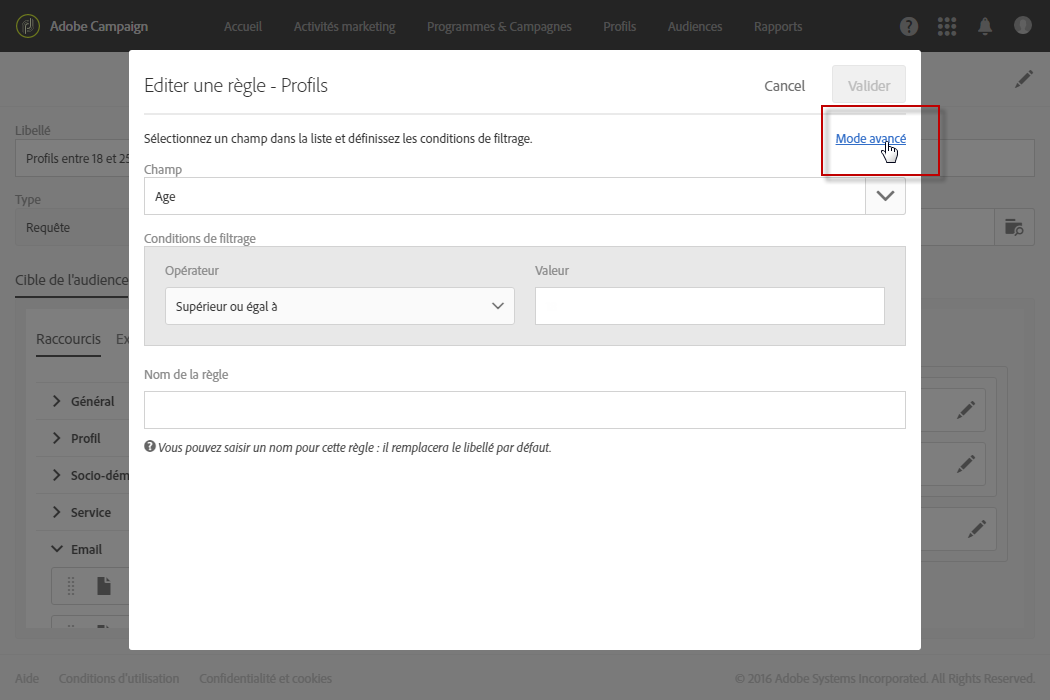 Adobe Campaign Accueil Activités marketing Programmes & Campagnes Profils Audiences Rapports ?
Editer une règle - Profils Cancel Valider
Sélectionnez un champ dans la liste et définissez les conditions de filtrage. Mode avancé
Libellé
Profils entre 18 et 25
Champ
Age
Type
Requête
Conditions de filtrage
Opérateur Valeur
Supérieur ou égal à
Cible de l'audience
Raccourcis Ex
Nom de la règle
Général
Profil
? Vous pouvez saisir un nom pour cette règle : il remplacera le libellé par défaut.
Socio-dém
Service
Email
Aide Conditions d'utilisation Confidentialité et cookies © 2016 Adobe Systems Incorporated. All Rights Reserved.